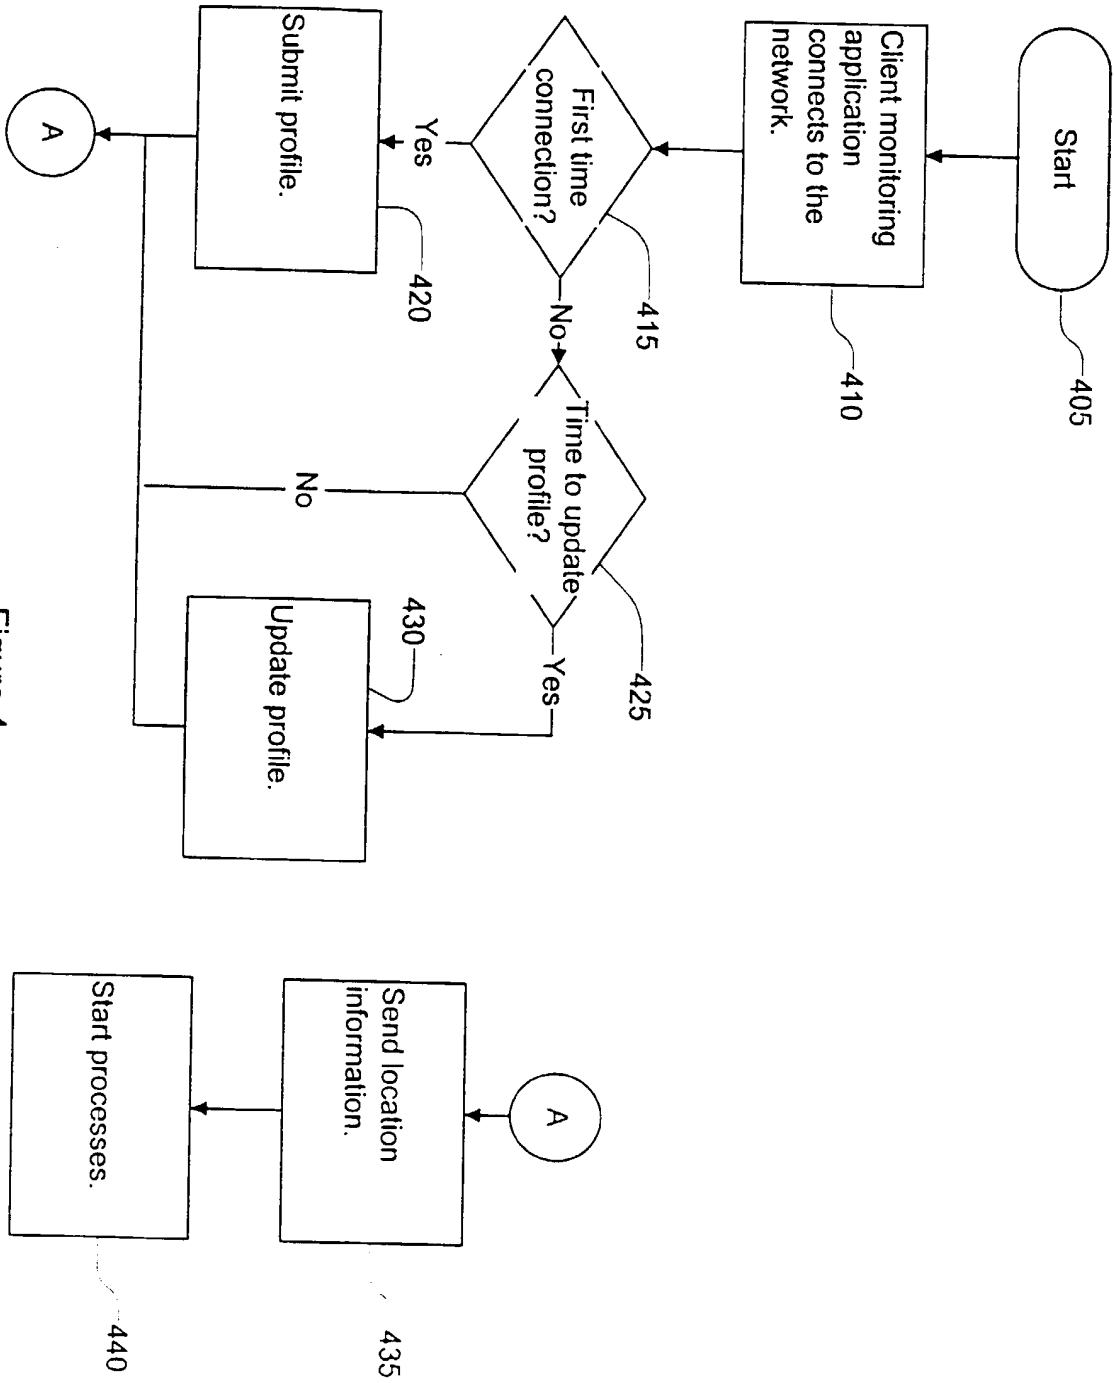 Start
405
Client monitoring
application
connects to the
network.
410
First time
connection?
415
Yes
No
Submit profile.
420
Time to update
profile?
425
No
Yes
Update profile.
430
A
A
Send location
information.
435
Start processes.
440